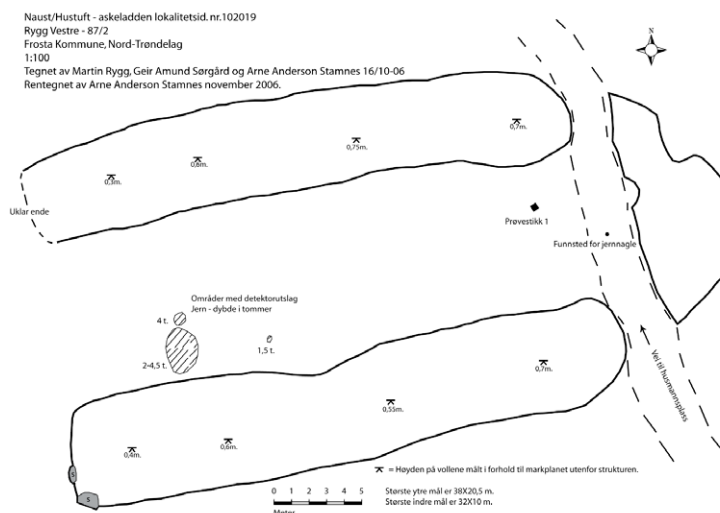 Naust/Hustuft - askeladden lokalitetsid. nr.102019
Rygg Vestre - 87/2
Frosta Kommune, Nord-Trøndelag
1:100
Tegnet av Martin Rygg, Geir Amund Sørgård og Arne Anderson Stamnes 16/10-06
Rentegnet av Arne Anderson Stamnes november 2006.
N
0,7m.
0,75m.
0,6m.
0,3m.
Uklar ende
Prøvestikk 1
Funnsted for jernnagle
Områder med detektorutslag
Jern - dybde i tommer
4 t.
1,5 t.
2-4,5 t.
Vei til husmannsplass
0,7m.
0,55m.
0,6m.
0,4m.
S
S
= Høyden på vollene målt i forhold til markplanet utenfor strukturen.
0 1 2 3 4 5
Meter
Største ytre mål er 38X20,5 m.
Største indre mål er 32X10 m.